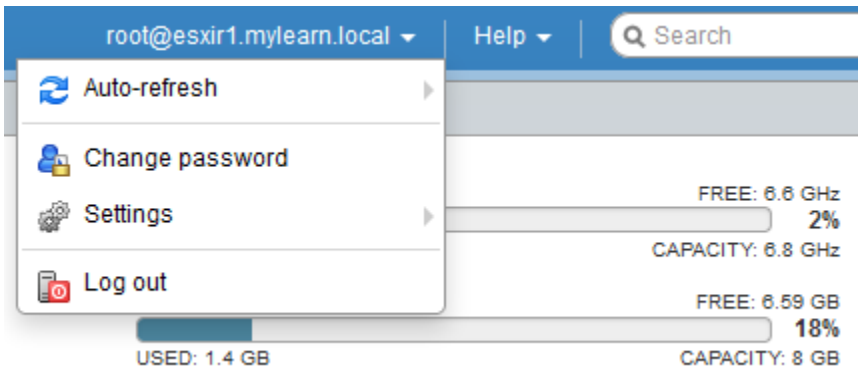 root@esxir1.mylearn.local Help Search
Auto-refresh
Change password
Settings
Log out
FREE: 6.6 GHz
2%
CAPACITY: 6.8 GHz
FREE: 6.59 GB
18%
USED: 1.4 GB CAPACITY: 8 GB